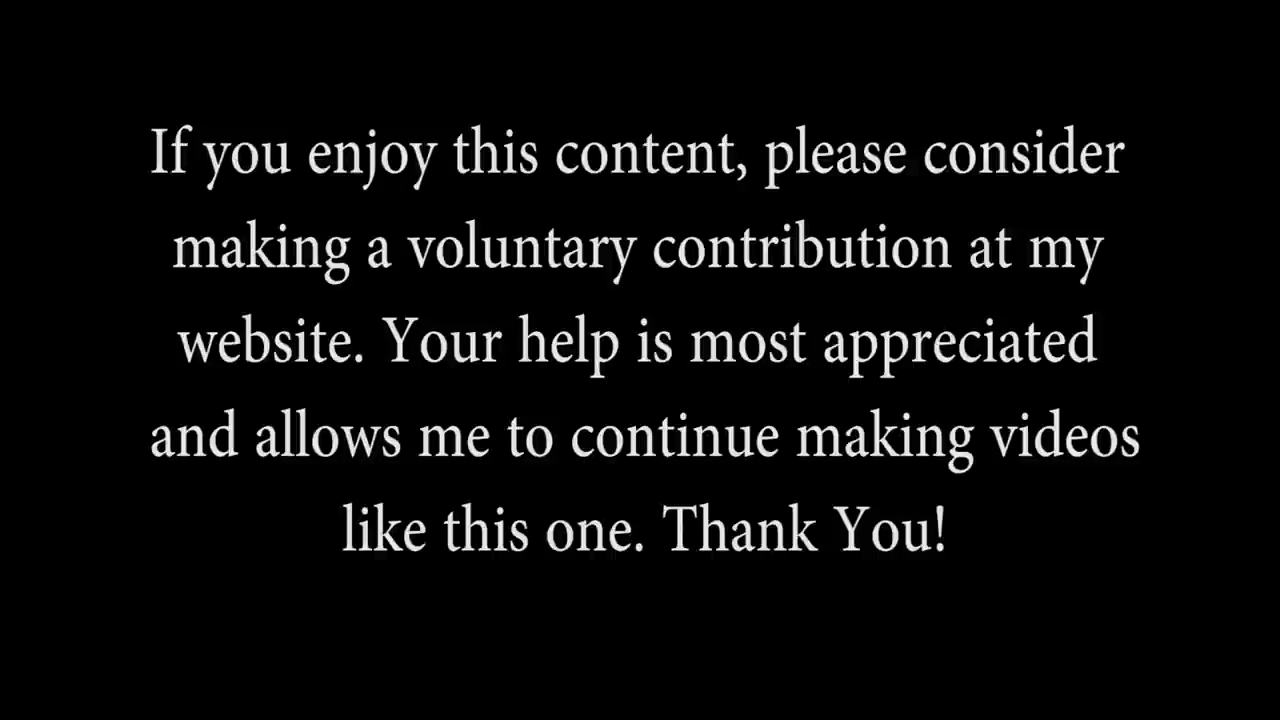 If you enjoy this content, please consider
making a voluntary contribution at my
website. Your help is most appreciated
and allows me to continue making videos
like this one. Thank You!